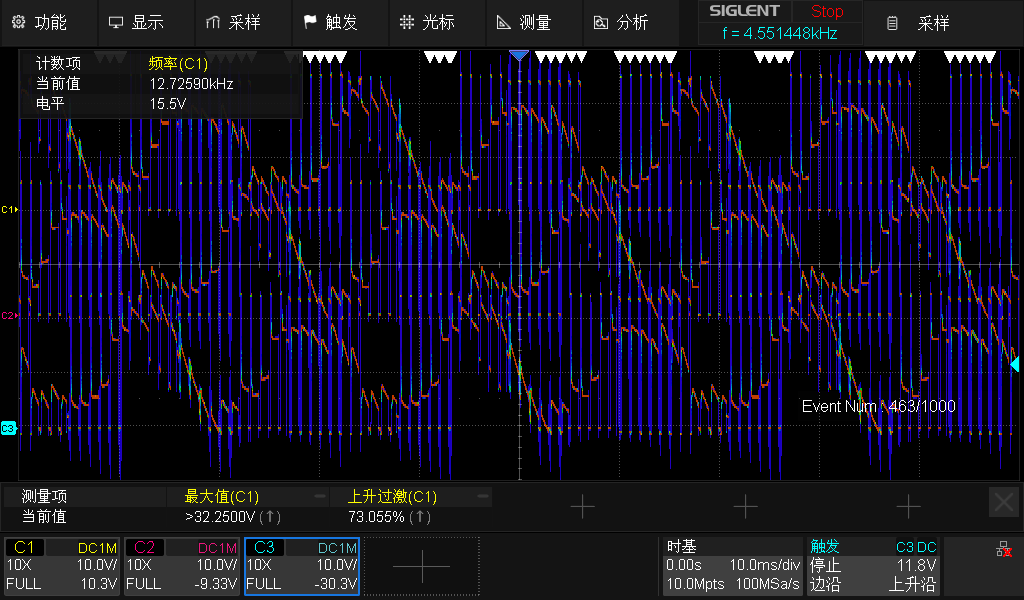 功能 显示 采样 触发 光标 测量 分析 SIGLENT Stop 采样
f = 4.551448kHz
计数项 频率(C1)
当前值 12.72590kHz
电平 15.5V
C1
C2
C3
Event Num : 463/1000
测量项 最大值(C1) 上升过激(C1)
当前值 >32.2500V (↑) 73.055% (↑)
C1 DC1M C2 DC1M C3 DC1M 时基 触发 C3 DC
10X 10.0V/ 10X 10.0V/ 10X 10.0V/ 0.00s 10.0ms/div 停止 11.8V
FULL 10.3V FULL -9.33V FULL -30.3V 10.0Mpts 100MSa/s 边沿 上升沿